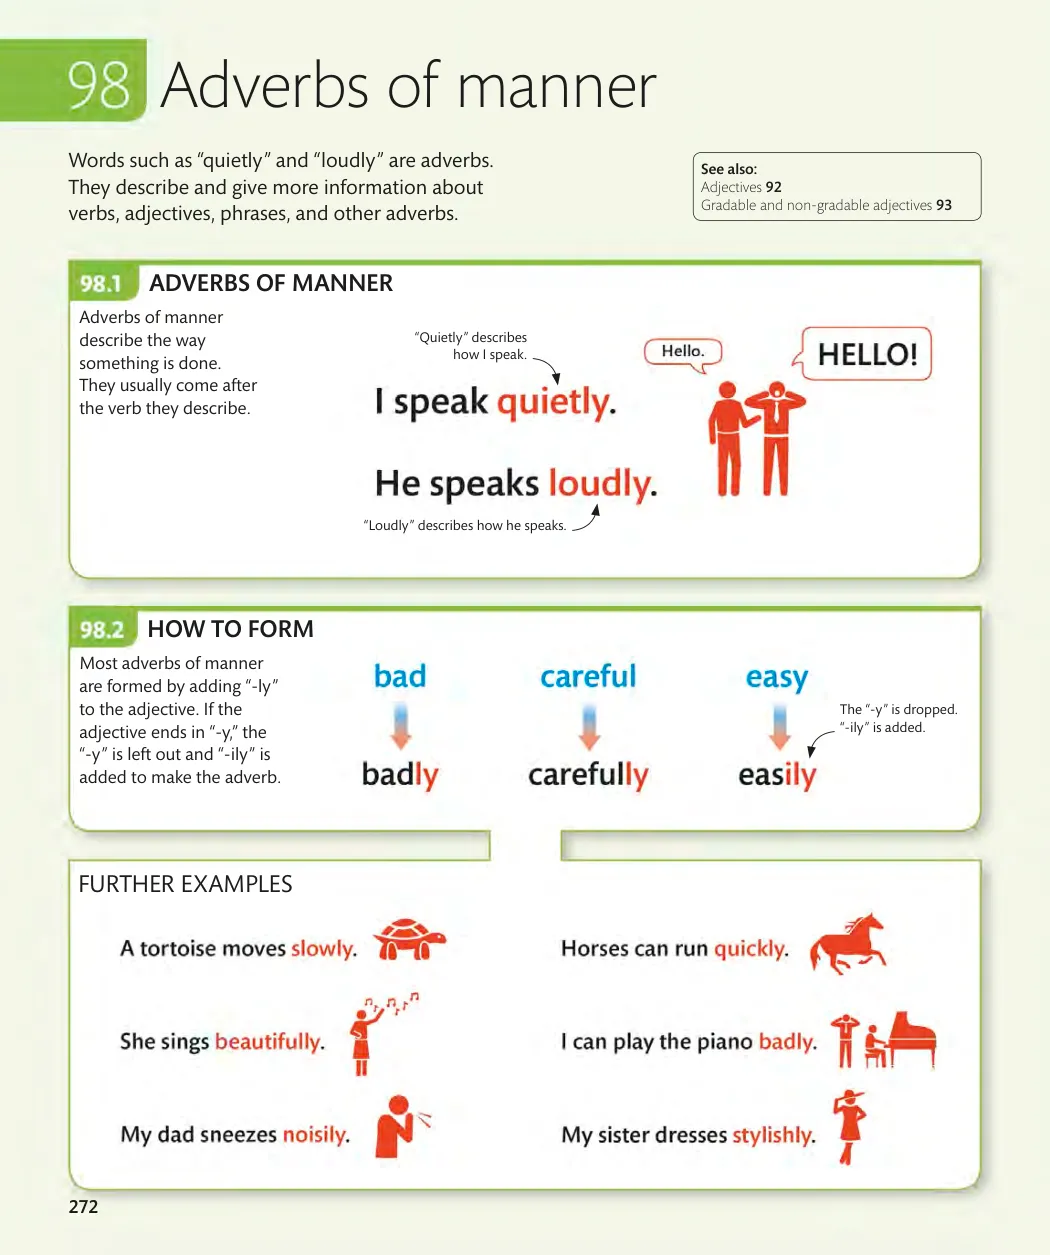 98 Adverbs of manner
Words such as “quietly” and “loudly” are adverbs.
They describe and give more information about
verbs, adjectives, phrases, and other adverbs.
See also:
Adjectives 92
Gradable and non-gradable adjectives 93
98.1 ADVERBS OF MANNER
Adverbs of manner
describe the way
something is done.
They usually come after
the verb they describe.
“Quietly” describes
how I speak.
I speak quietly.
Hello.
HELLO!
He speaks loudly.
“Loudly” describes how he speaks.
98.2 HOW TO FORM
Most adverbs of manner
are formed by adding “-ly”
to the adjective. If the
adjective ends in “-y,” the
“-y” is left out and “-ily” is
added to make the adverb.
bad
careful
easy
The “-y” is dropped.
“-ily” is added.
badly
carefully
easily
FURTHER EXAMPLES
A tortoise moves slowly.
Horses can run quickly.
She sings beautifully.
I can play the piano badly.
My dad sneezes noisily.
My sister dresses stylishly.
272